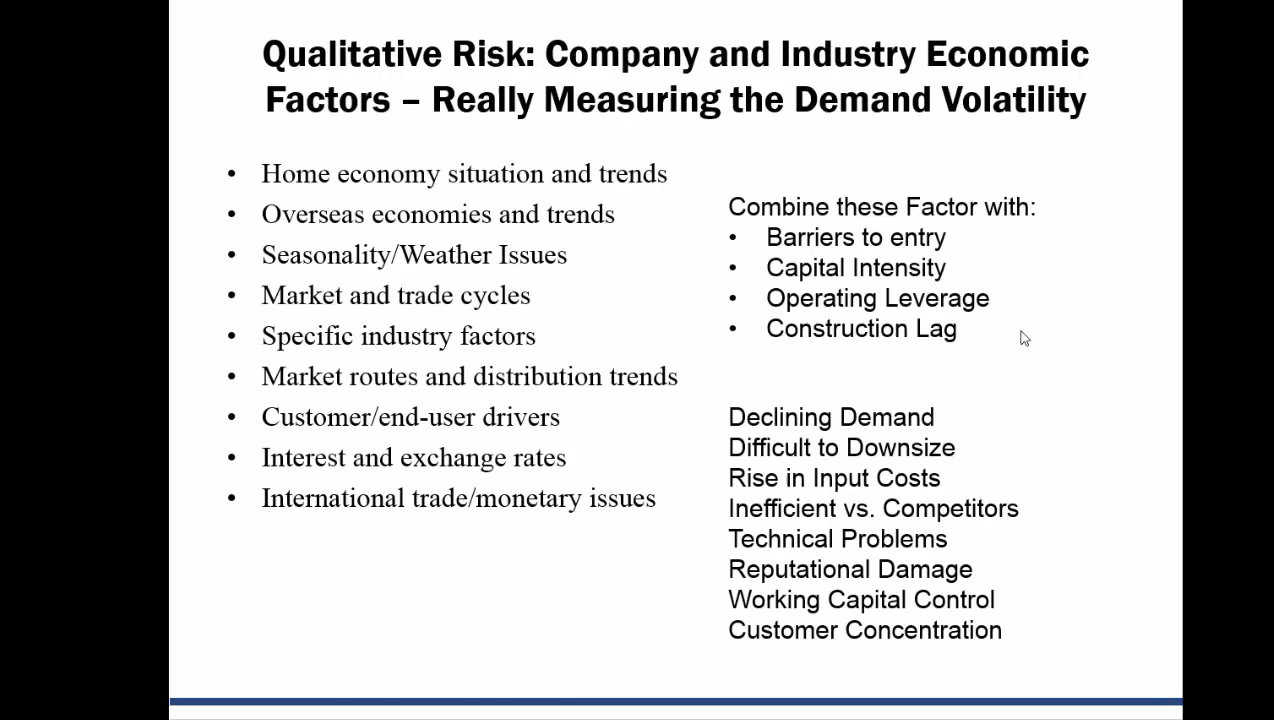 Qualitative Risk: Company and Industry Economic
Factors – Really Measuring the Demand Volatility
• Home economy situation and trends
• Overseas economies and trends
• Seasonality/Weather Issues
• Market and trade cycles
• Specific industry factors
• Market routes and distribution trends
• Customer/end-user drivers
• Interest and exchange rates
• International trade/monetary issues
Combine these Factor with:
• Barriers to entry
• Capital Intensity
• Operating Leverage
• Construction Lag
Declining Demand
Difficult to Downsize
Rise in Input Costs
Inefficient vs. Competitors
Technical Problems
Reputational Damage
Working Capital Control
Customer Concentration